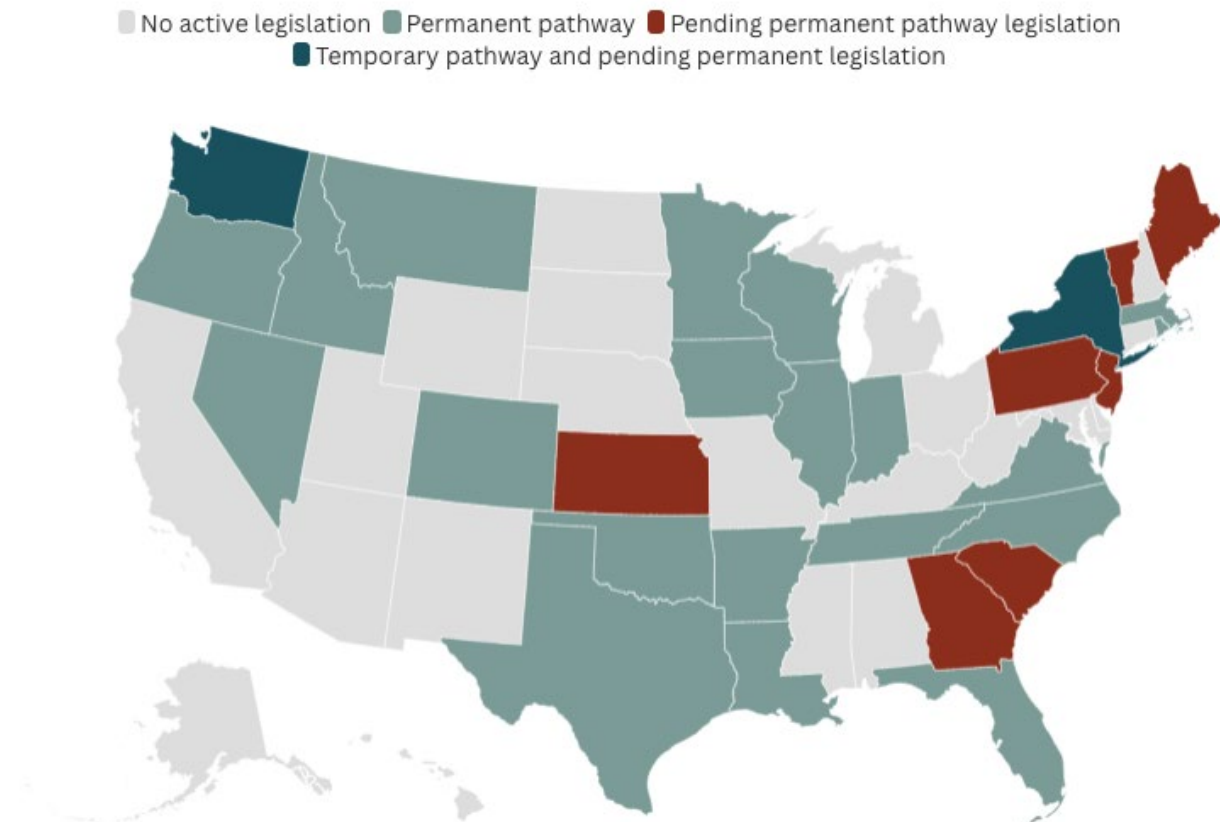 No active legislation Permanent pathway Pending permanent pathway legislation
Temporary pathway and pending permanent legislation